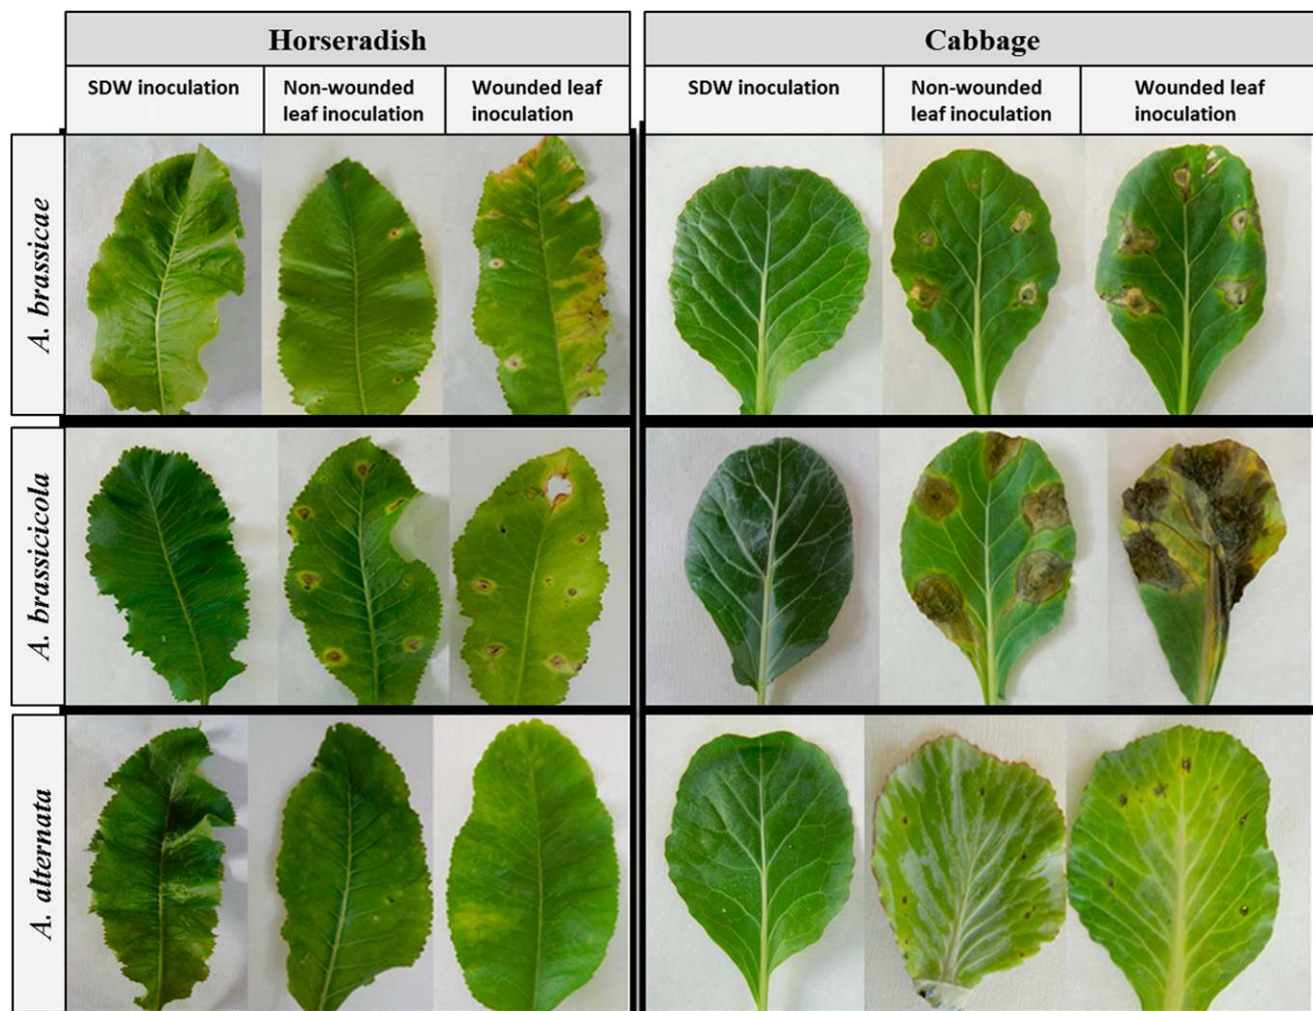 Horseradish
Cabbage
SDW inoculation
Non-wounded
leaf inoculation
Wounded leaf
inoculation
SDW inoculation
Non-wounded
leaf inoculation
Wounded leaf
inoculation
A. brassicae
A. brassicicola
A. alternata